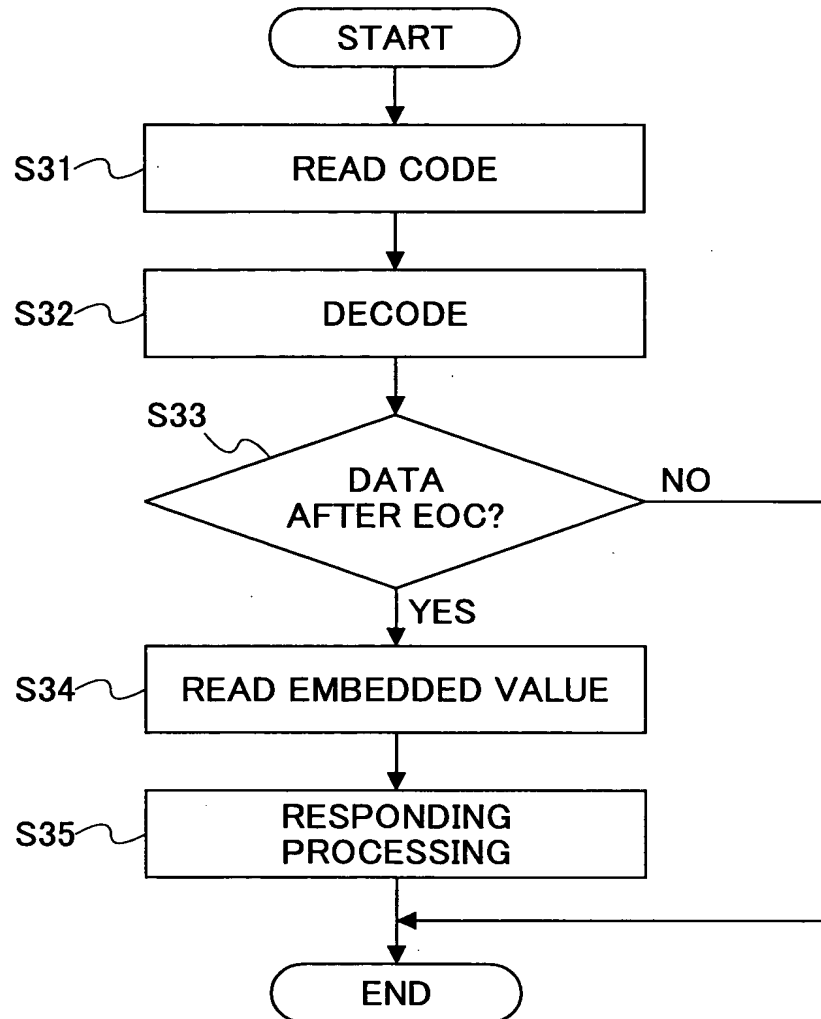 START
S31
READ CODE
S32
DECODE
S33
DATA
AFTER EOC?
NO
YES
S34
READ EMBEDDED VALUE
S35
RESPONDING
PROCESSING
END